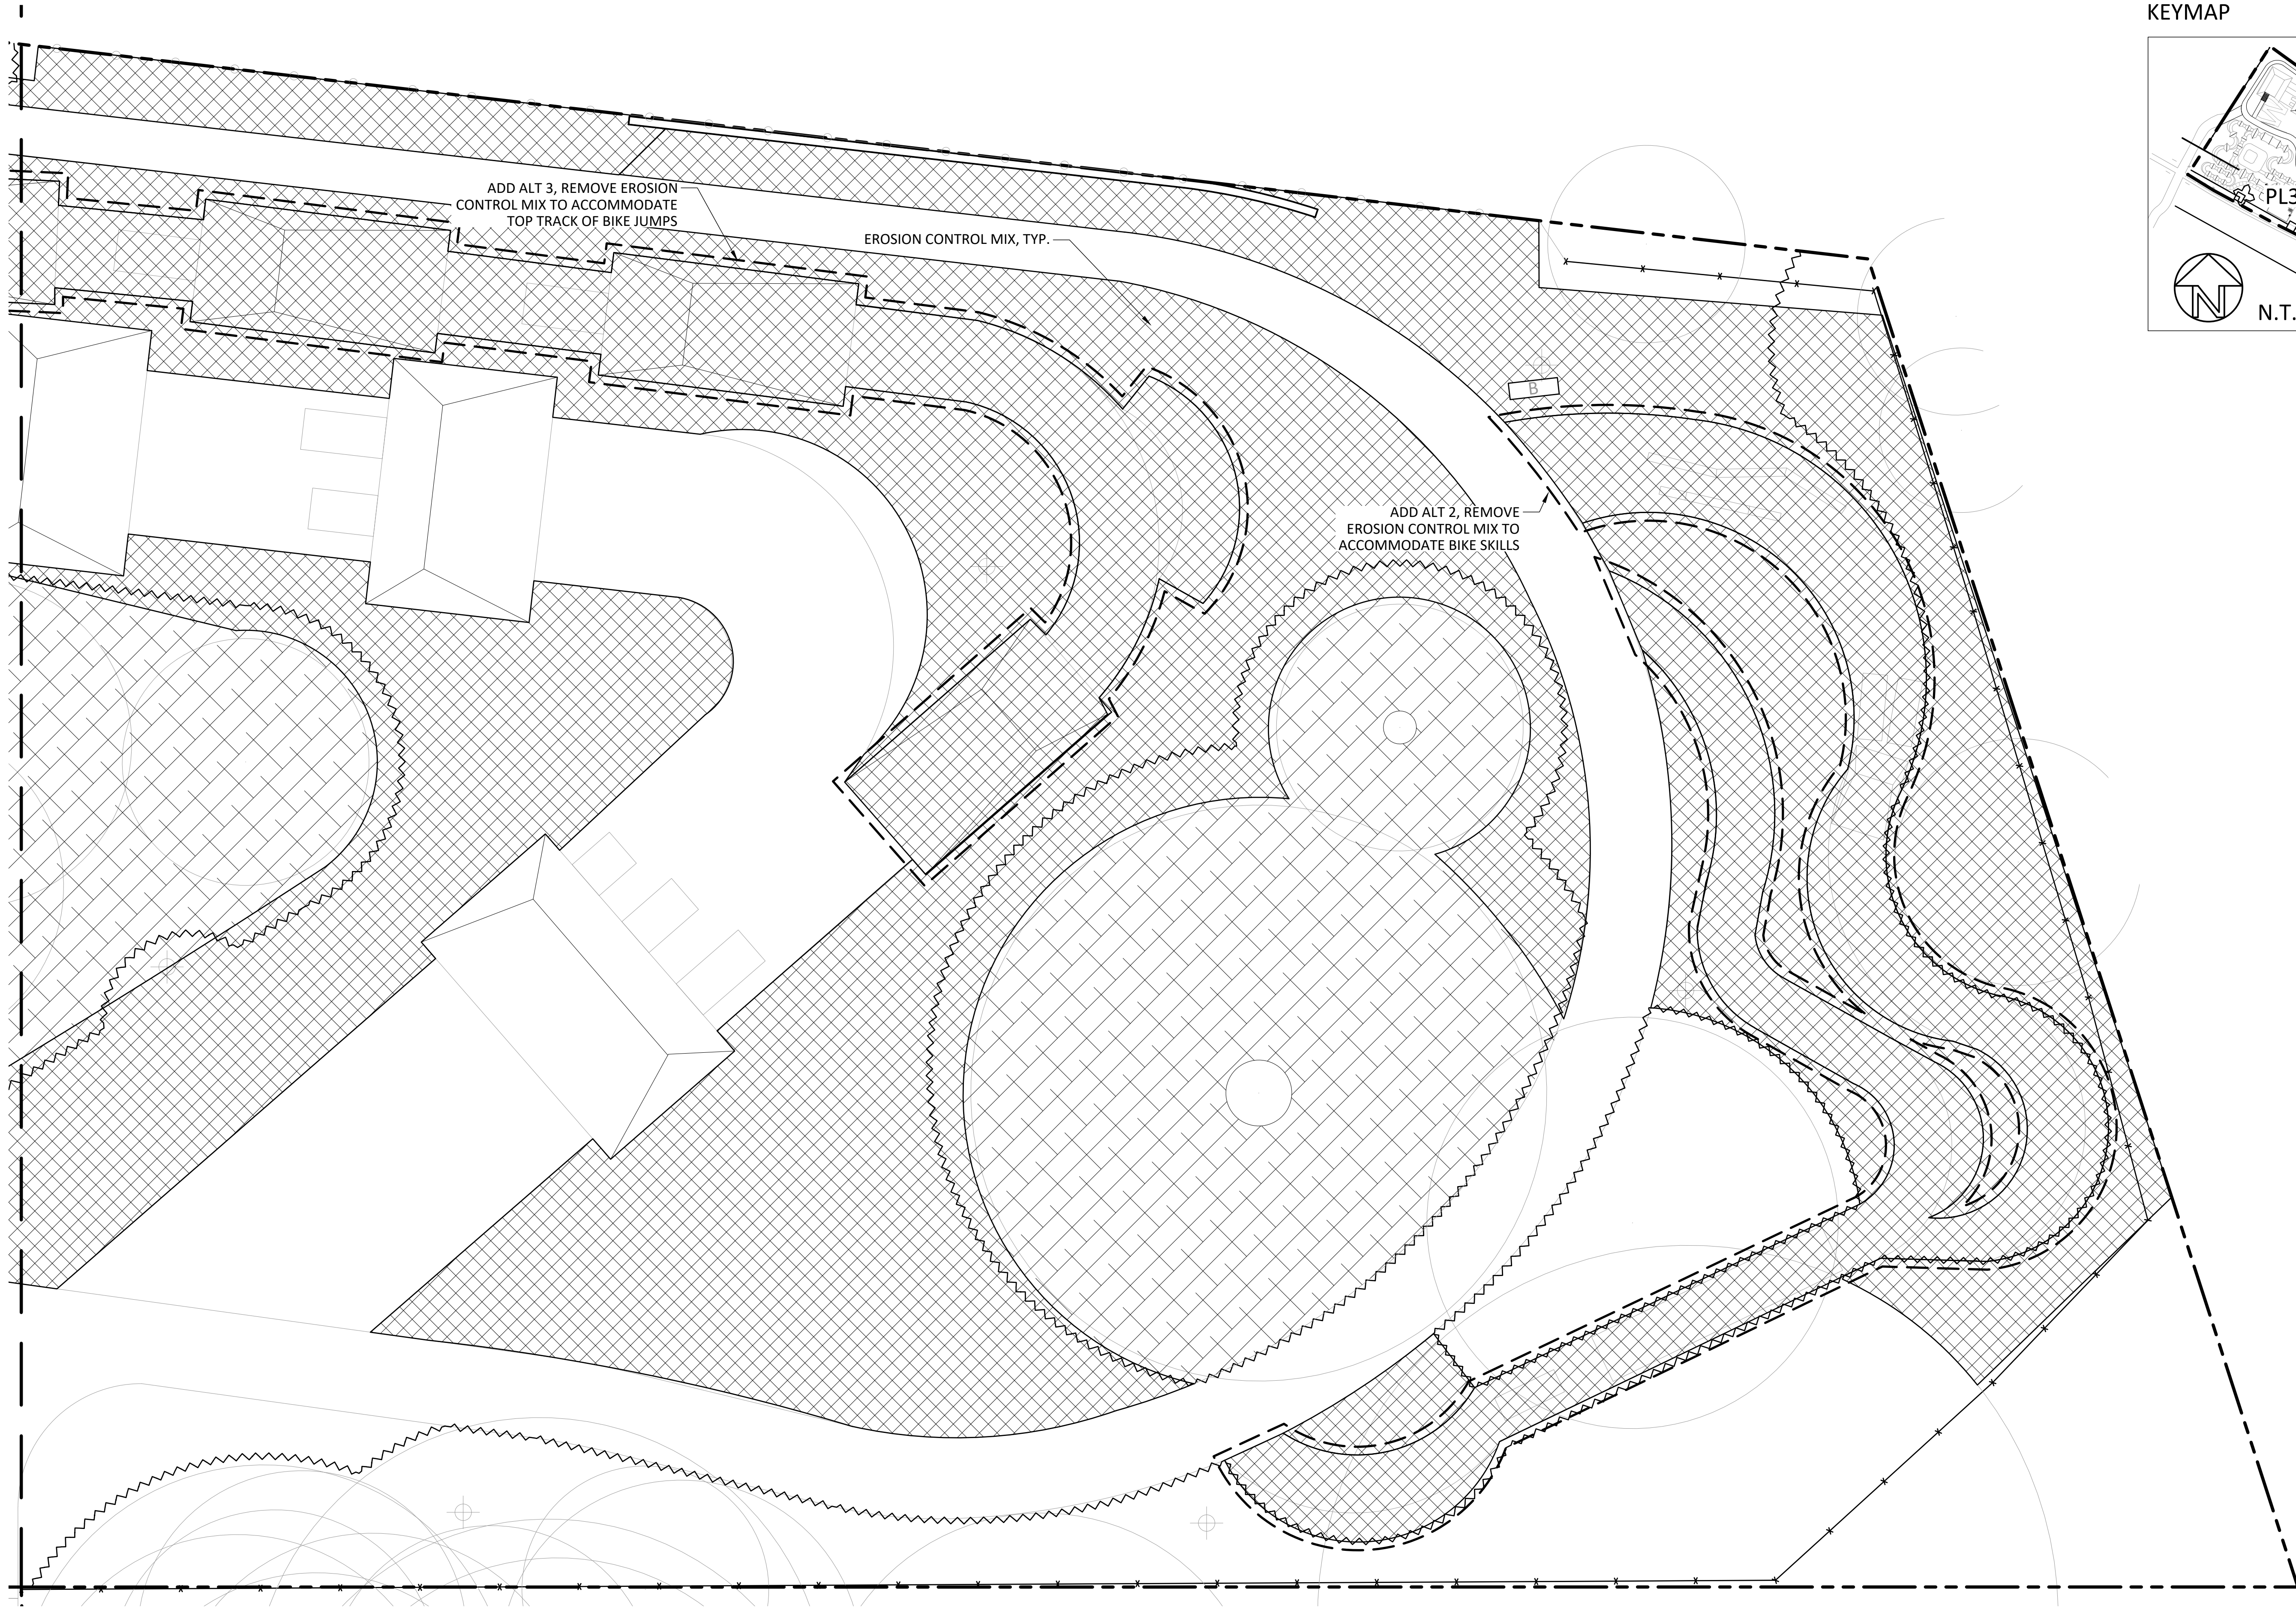 KEYMAP
PL3
N
N.T.
ADD ALT 3, REMOVE EROSION
CONTROL MIX TO ACCOMMODATE
TOP TRACK OF BIKE JUMPS
EROSION CONTROL MIX, TYP.
B
ADD ALT 2, REMOVE
EROSION CONTROL MIX TO
ACCOMMODATE BIKE SKILLS